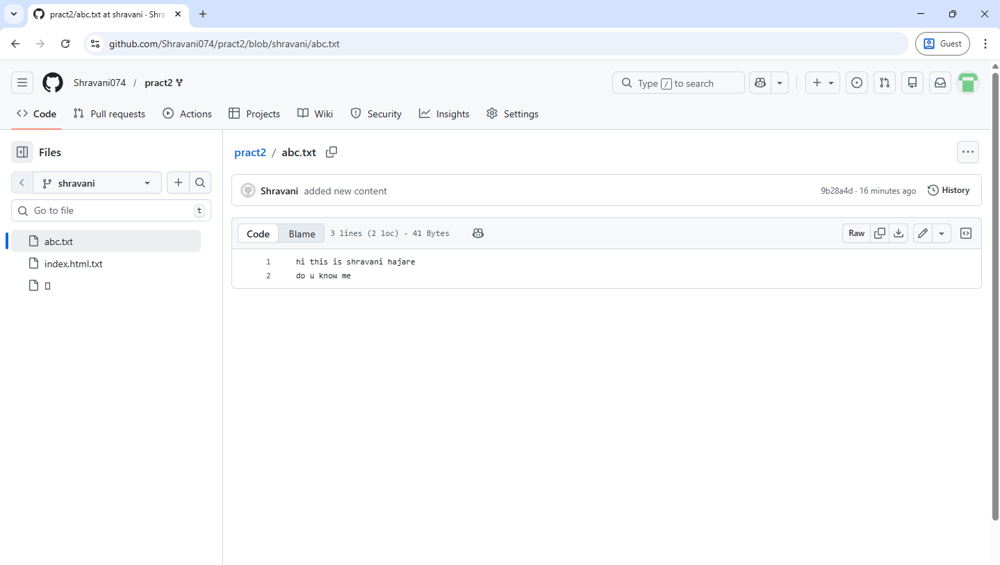 pract2/abc.txt at shravani · Shra
github.com/Shravani074/pract2/blob/shravani/abc.txt
Guest
Shravani074 / pract2
Type / to search
Code
Pull requests
Actions
Projects
Wiki
Security
Insights
Settings
Files
shravani
Go to file
t
abc.txt
index.html.txt
pract2 / abc.txt
Shravani added new content
9b28a4d · 16 minutes ago
History
Code
Blame
3 lines (2 loc) · 41 Bytes
Raw
1 hi this is shravani hajare
2 do u know me